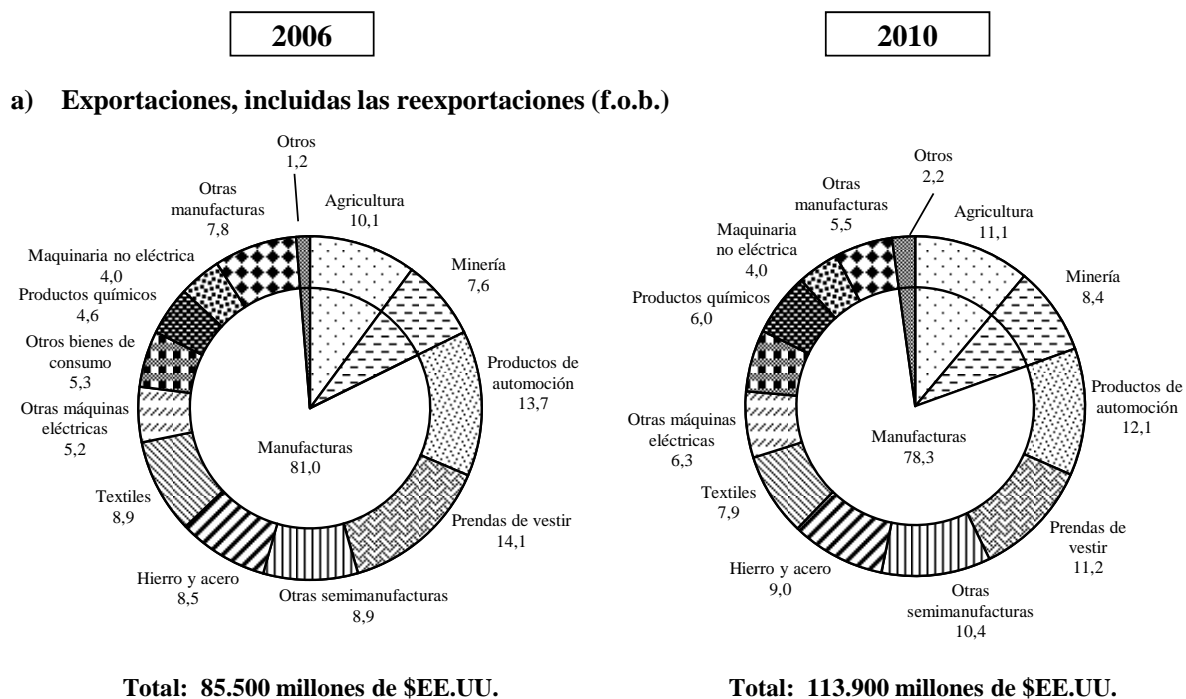 2006
2010
a) Exportaciones, incluidas las reexportaciones (f.o.b.)
Otros
1,2
Agricultura
10,1
Minería
7,6
Productos de
automoción
13,7
Prendas de vestir
14,1
Otras semimanufacturas
8,9
Hierro y acero
8,5
Textiles
8,9
Otras máquinas
eléctricas
5,2
Otros bienes de
consumo
5,3
Productos químicos
4,6
Maquinaria no eléctrica
4,0
Otras
manufacturas
7,8
Manufacturas
81,0
Total: 85.500 millones de $EE.UU.
Otros
2,2
Agricultura
11,1
Minería
8,4
Productos de
automoción
12,1
Prendas de
vestir
11,2
Otras
semimanufacturas
10,4
Hierro y acero
9,0
Textiles
7,9
Otras máquinas
eléctricas
6,3
Productos químicos
6,0
Maquinaria
no eléctrica
4,0
Otras
manufacturas
5,5
Manufacturas
78,3
Total: 113.900 millones de $EE.UU.